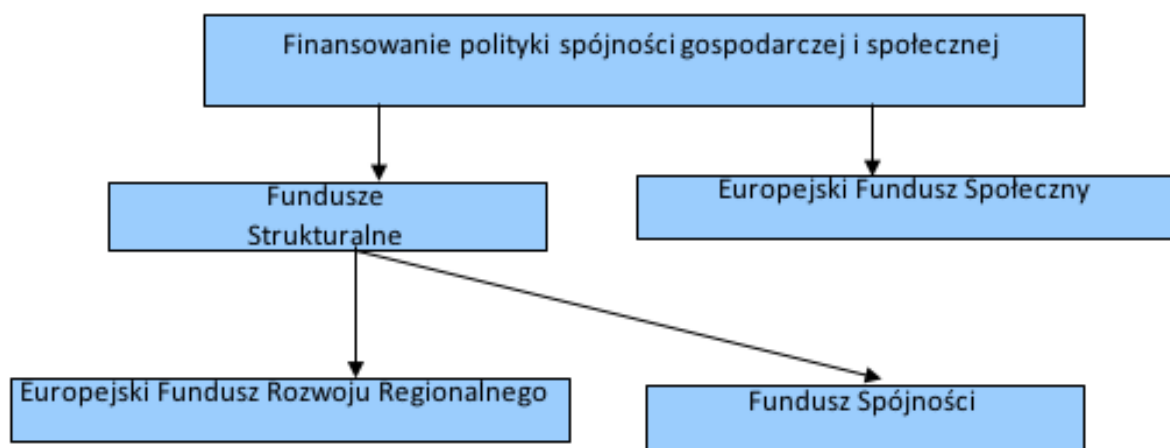 Finansowanie polityki spójności gospodarczej i społecznej
Fundusze
Strukturalne
Europejski Fundusz Społeczny
Europejski Fundusz Rozwoju Regionalnego
Fundusz Spójności